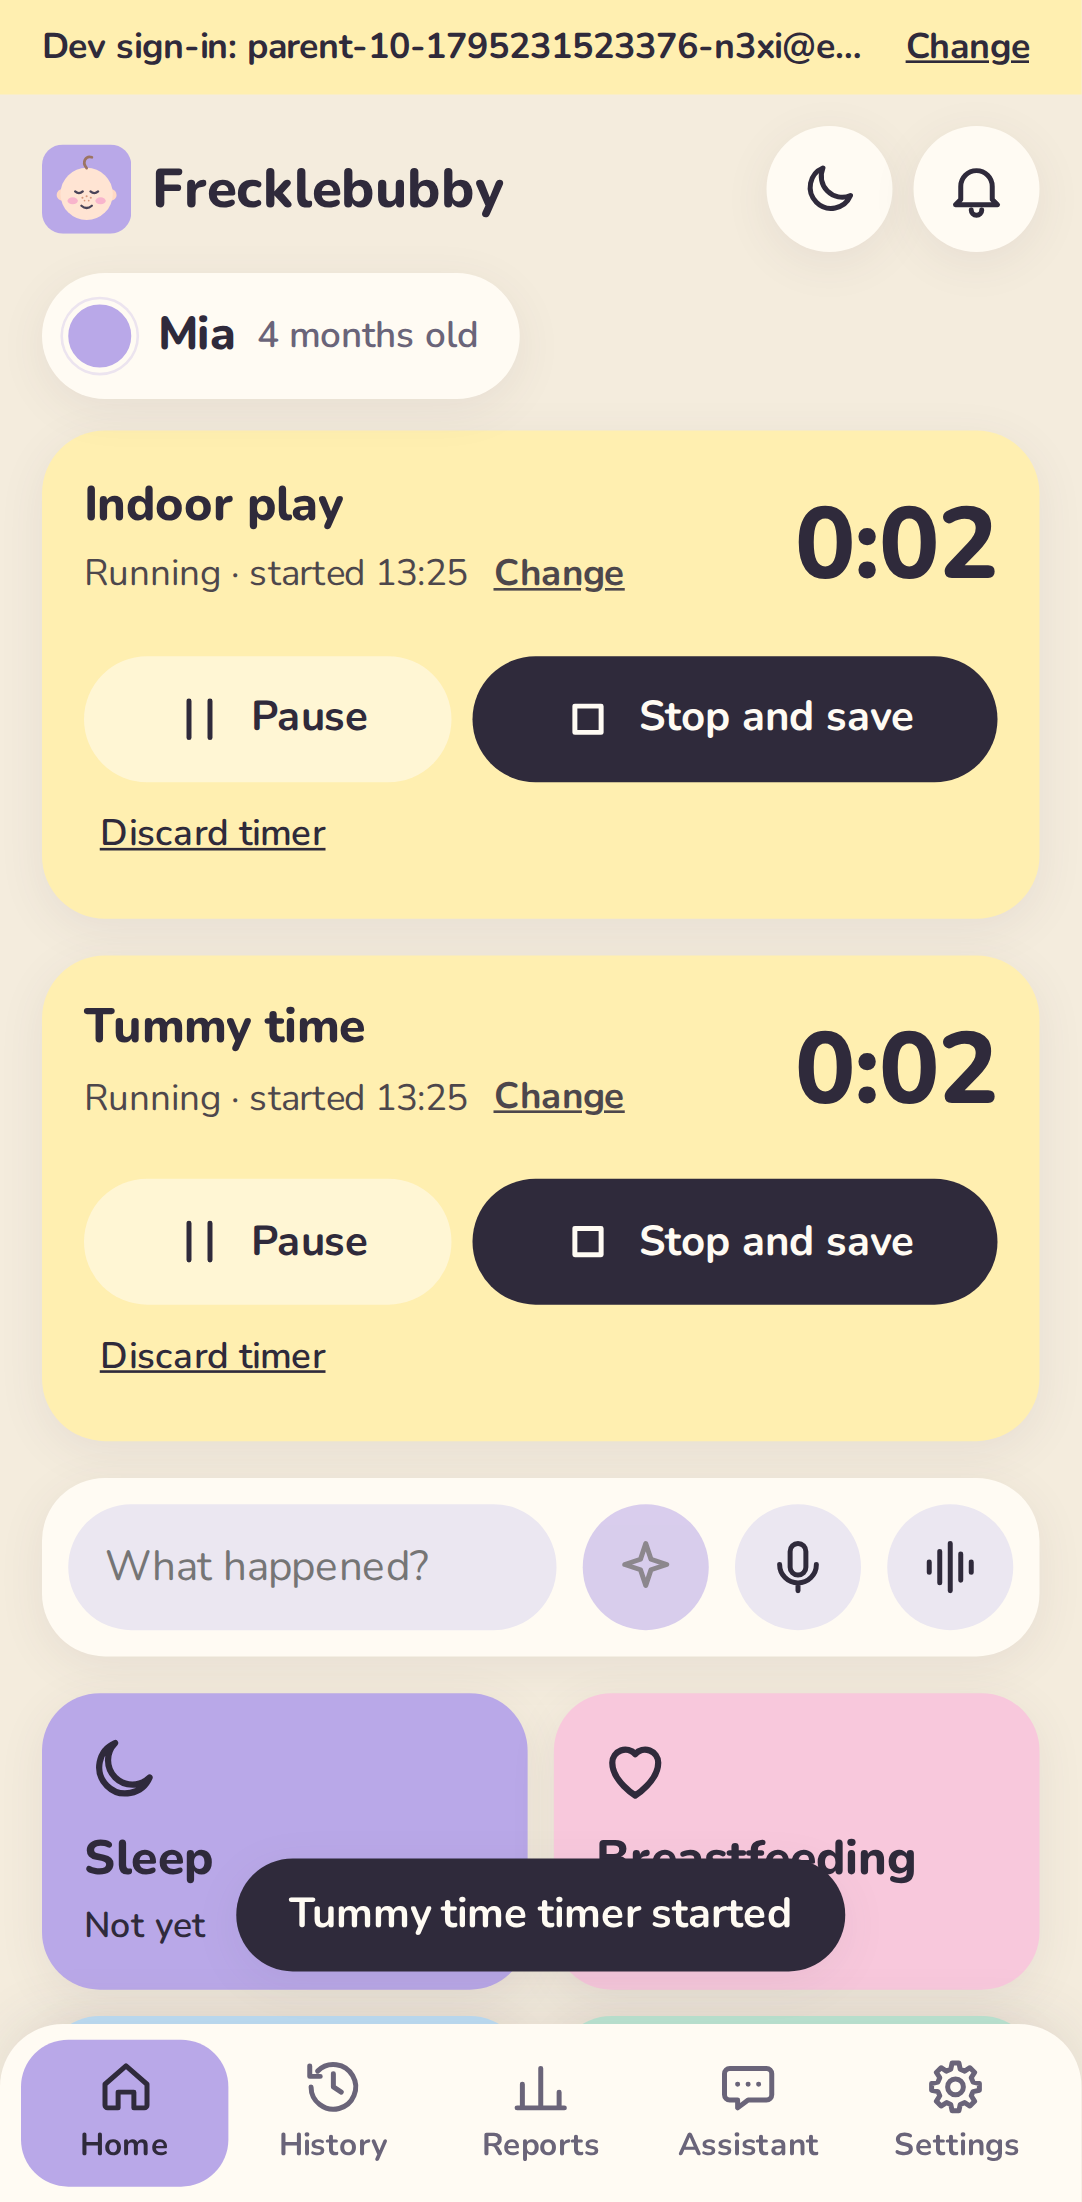 Dev sign-in: parent-10-1795231523376-n3xi@e... Change
Frecklebubby
Mia 4 months old
Indoor play
0:02
Running · started 13:25 Change
Pause
Stop and save
Discard timer
Tummy time
0:02
Running · started 13:25 Change
Pause
Stop and save
Discard timer
What happened?
Sleep
Breastfeeding
Not yet
Tummy time timer started
Home
History
Reports
Assistant
Settings